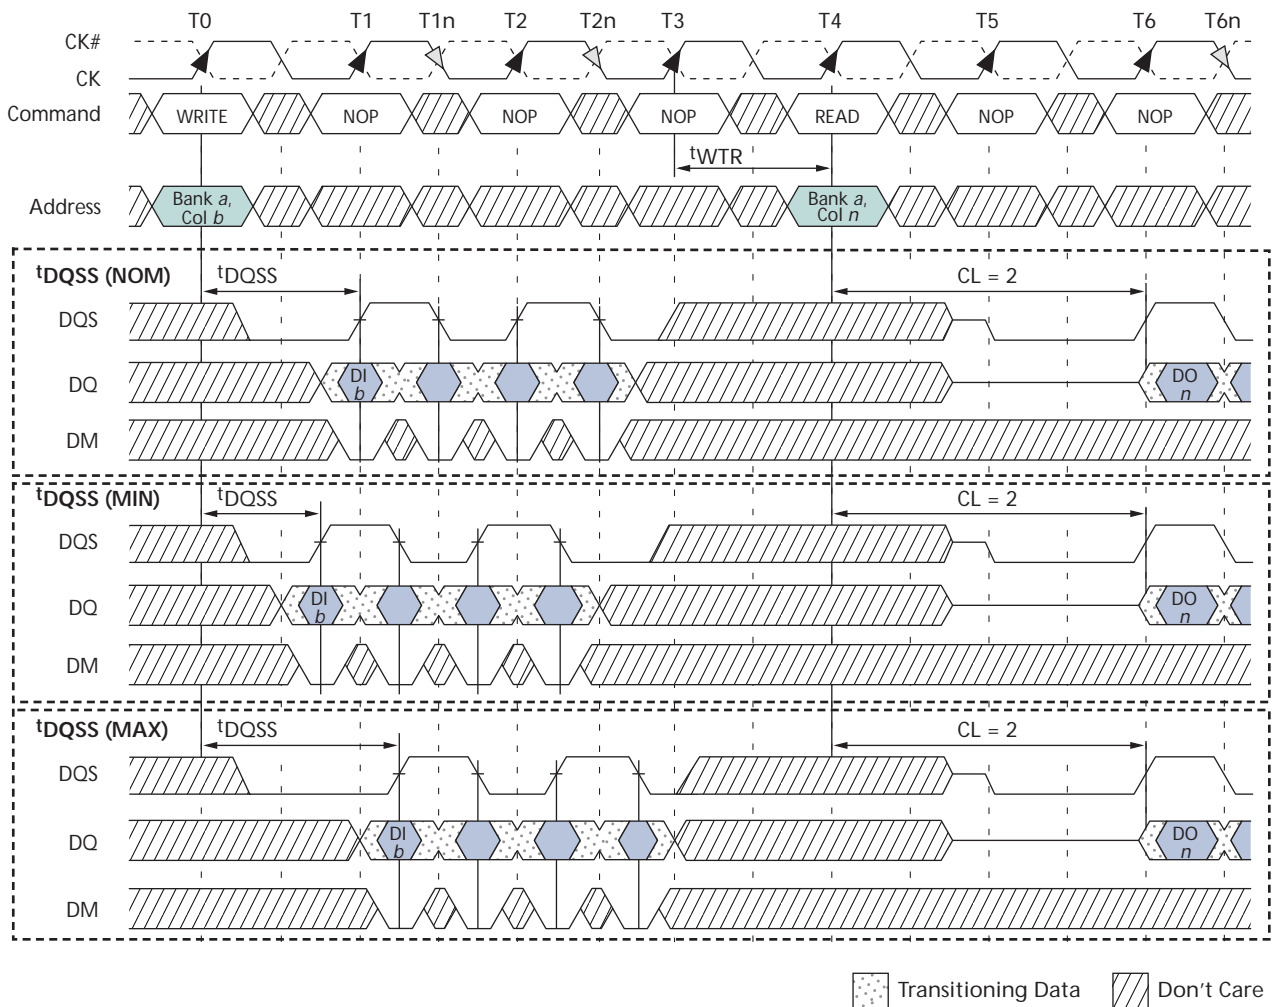 T0 T1 T1n T2 T2n T3 T4 T5 T6 T6n
CK#
CK
Command WRITE NOP NOP NOP READ NOP NOP
tWTR
Address Bank a, Col b Bank a, Col n
tDQSS (NOM) tDQSS CL = 2
DQS
DQ DI b DO n
DM
tDQSS (MIN) tDQSS CL = 2
DQS
DQ DI b DO n
DM
tDQSS (MAX) tDQSS CL = 2
DQS
DQ DI b DO n
DM
Transitioning Data Don't Care